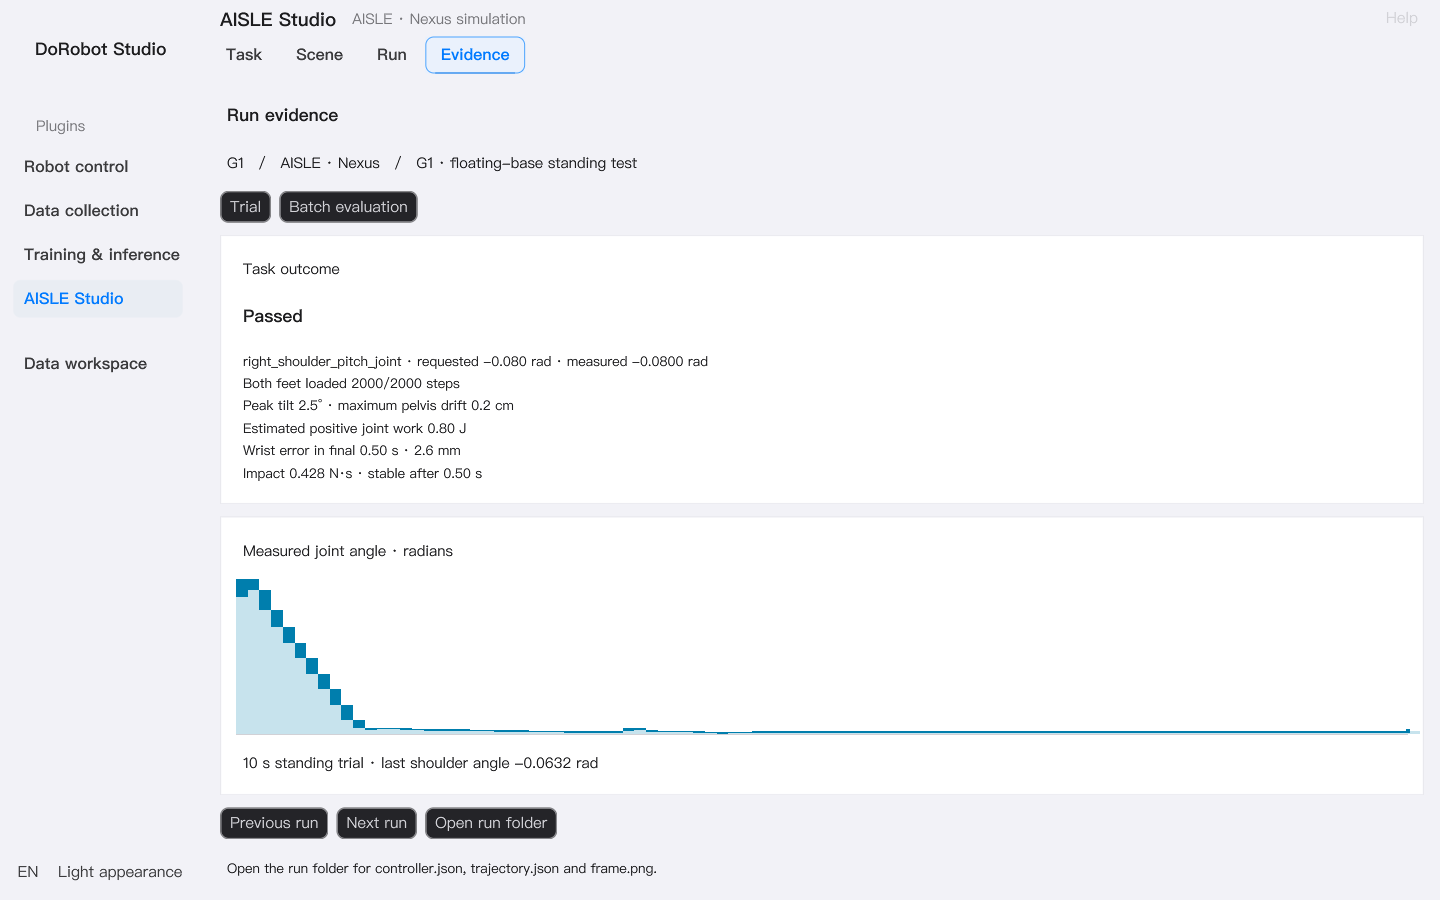 AISLE Studio AISLE · Nexus simulation
Help
DoRobot Studio
Task Scene Run Evidence
Plugins
Robot control
Data collection
Training & inference
AISLE Studio
Data workspace
Run evidence
G1 / AISLE · Nexus / G1 · floating-base standing test
Trial Batch evaluation
Task outcome
Passed
right_shoulder_pitch_joint · requested -0.080 rad · measured -0.0800 rad
Both feet loaded 2000/2000 steps
Peak tilt 2.5° · maximum pelvis drift 0.2 cm
Estimated positive joint work 0.80 J
Wrist error in final 0.50 s · 2.6 mm
Impact 0.428 N·s · stable after 0.50 s
Measured joint angle · radians
10 s standing trial · last shoulder angle -0.0632 rad
Previous run Next run Open run folder
Open the run folder for controller.json, trajectory.json and frame.png.
EN Light appearance